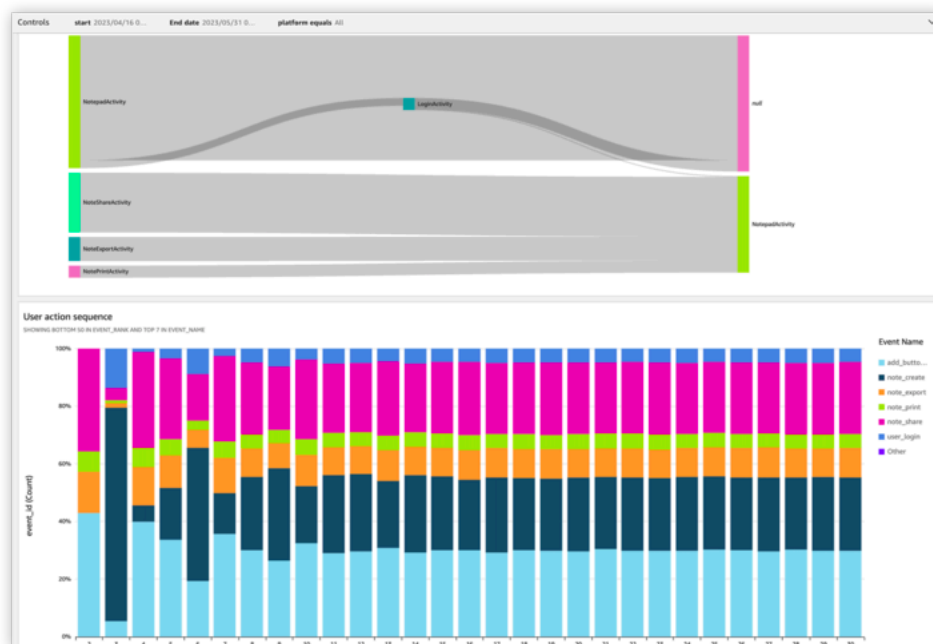 Controls start 2023/04/16 0... End date 2023/05/31 0... platform equals All
NotepadActivity
LoginActivity
null
NoteShareActivity
NotepadActivity
NoteExportActivity
NotePrintActivity
User action sequence
SHOWING BOTTOM 50 IN EVENT_RANK AND TOP 7 IN EVENT_NAME
Event Name
add_butto...
note_create
note_export
note_print
note_share
user_login
Other
event_id (Count)
100%
80%
60%
40%
20%
0%